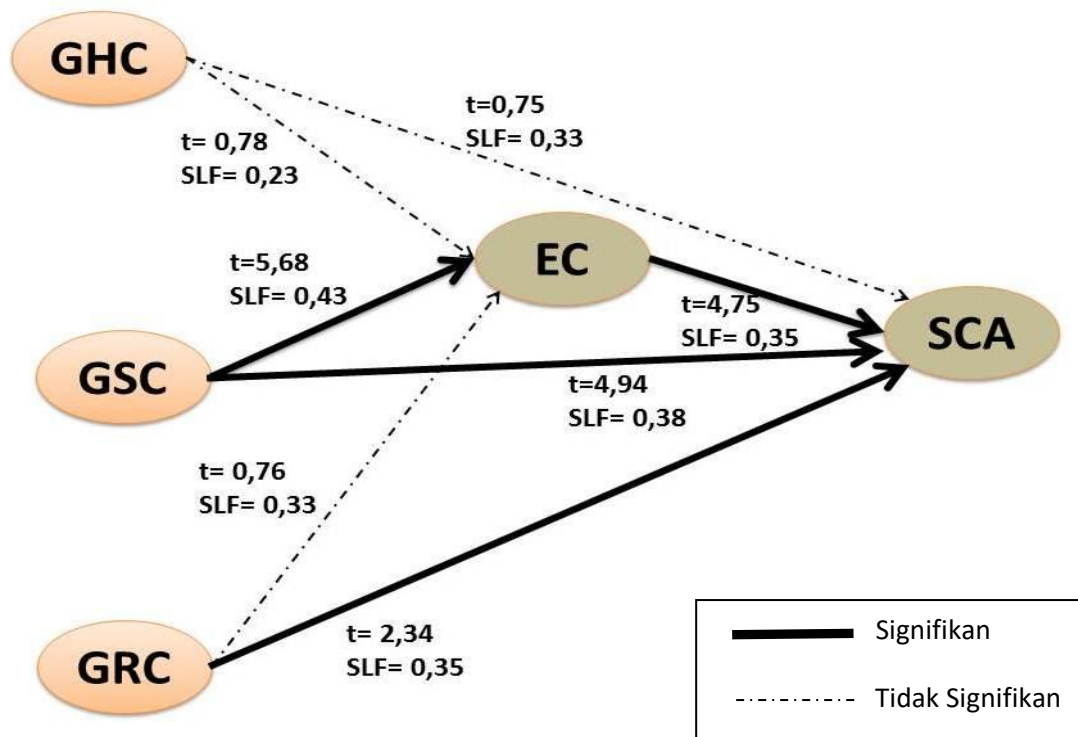 GHC
t=0,75
SLF= 0,33
t= 0,78
SLF= 0,23
EC
t=5,68
SLF= 0,43
t=4,75
SLF= 0,35
SCA
GSC
t=4,94
SLF= 0,38
t= 0,76
SLF= 0,33
GRC
t= 2,34
SLF= 0,35
Signifikan
Tidak Signifikan